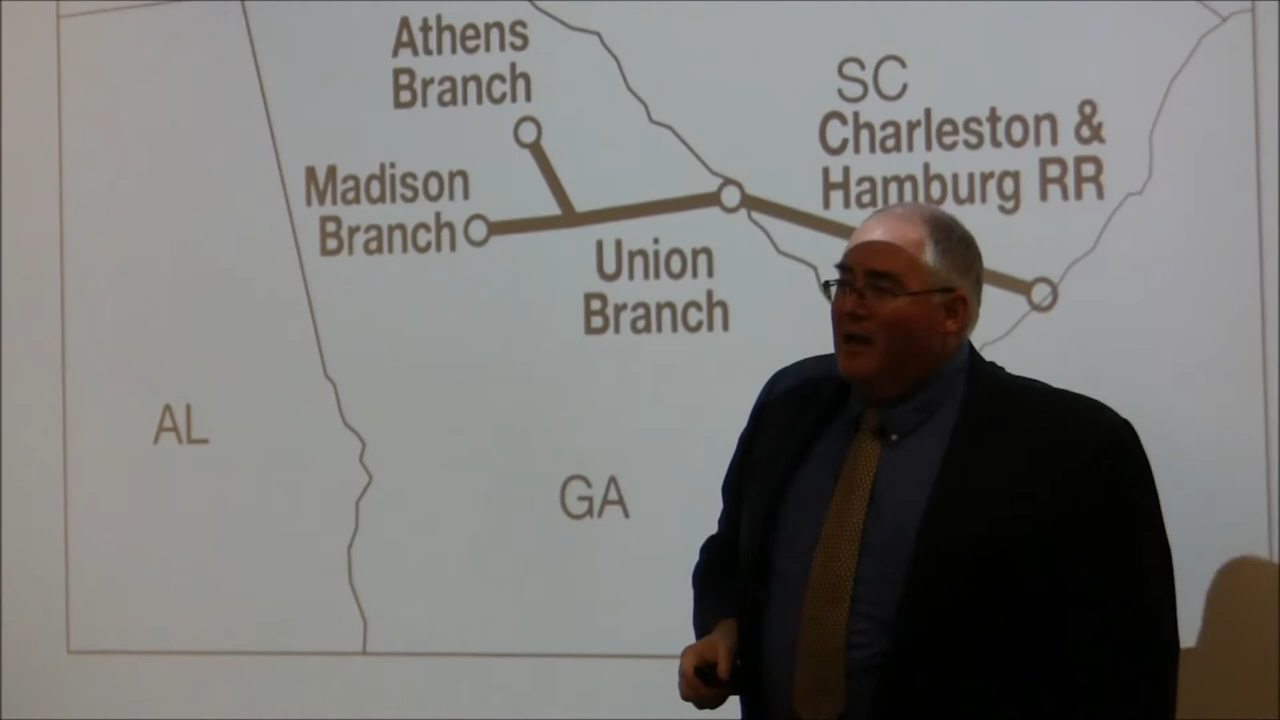 Athens
Branch
SC
Charleston &
Hamburg RR
Madison
Branch
Union
Branch
AL
GA